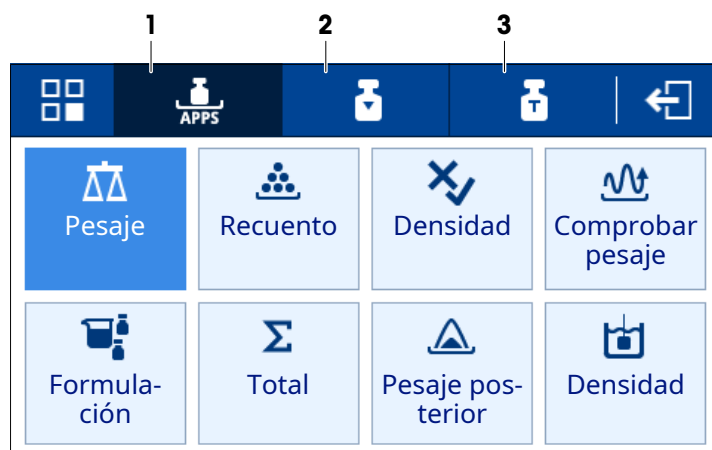 1 2 3
APPS
T
Pesaje Recuento Densidad Comprobar
pesaje
Formula-
ción
Total
Pesaje pos-
terior
Densidad